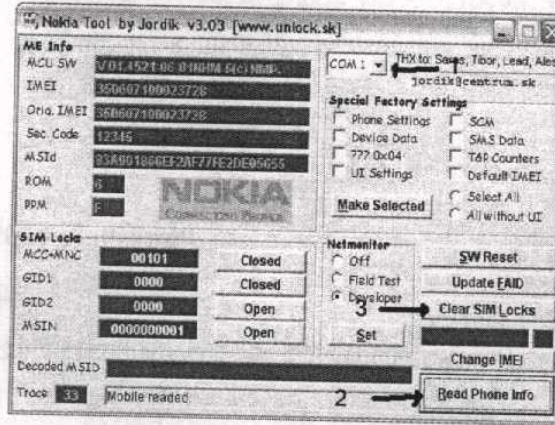 Nokia Tool by Jordik v3.03 [www.unlock.sk]
ME Info
MCU SW
IMEI 350607100023728
Orig. IMEI 350607100023728
Sec. Code 12345
MSId
ROM 6
PPM
NOKIA
CONNECTING PEOPLE
COM 1
THX to: Tibor, Lead,
jordik@centrum.sk
Special Factory Settings
Phone Settings
Device Data
??? 0x04
UI Settings
SCM
SMS Data
T&R Counters
Default IMEI
Make Selected
Select All
All without UI
SIM Locks
MCC+MNC 00101 Closed
GID1 0000 Closed
GID2 0000 Open
MSIN 0000000001 Open
Netmonitor
Off
Field Test
Developer
Set
SW Reset
Update FAID
3
Clear SIM Locks
Change IMEI
Decoded MSID
Trace 33 Mobile readed
2
Read Phone Info